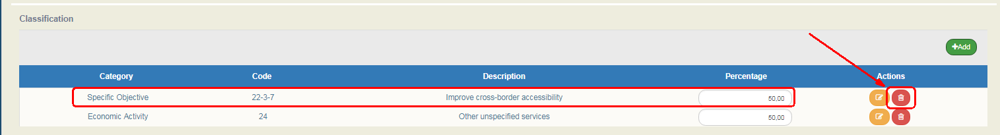 Classification
+Add
Category Code Description Percentage Actions
Specific Objective 22-3-7 Improve cross-border accessibility 50,00
Economic Activity 24 Other unspecified services 50,00